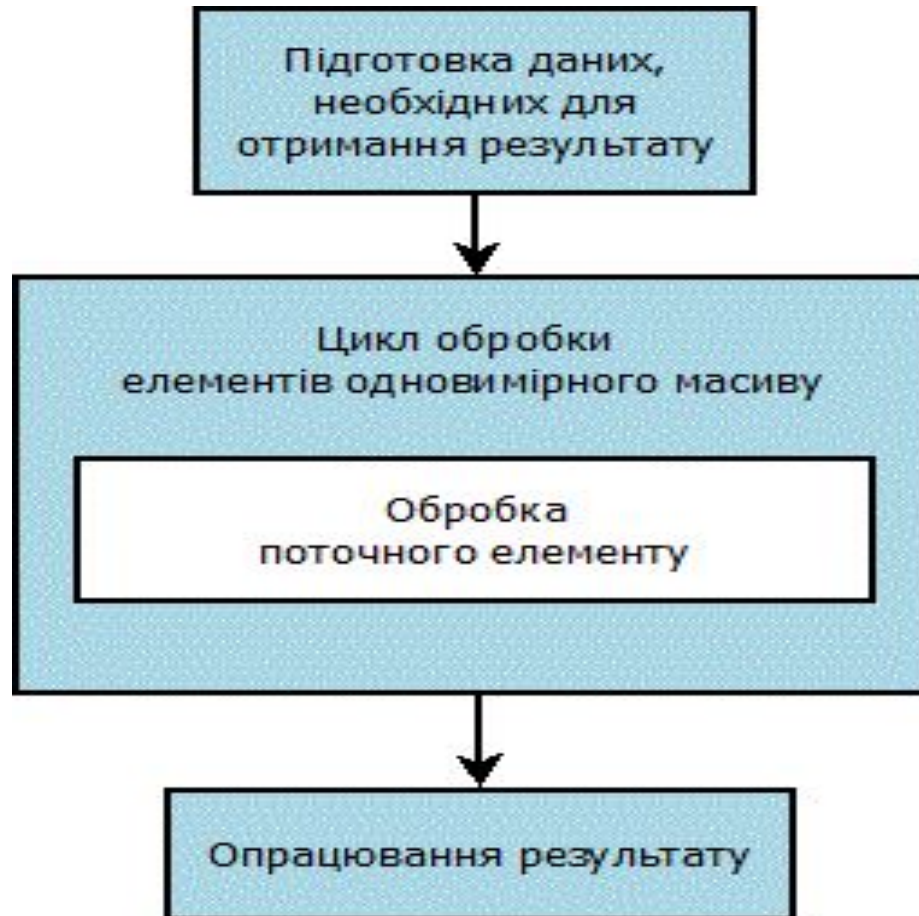 Підготовка даних,
необхідних для
отримання результату
Цикл обробки
елементів одновимірного масиву
Обробка
поточного елементу
Опрацювання результату